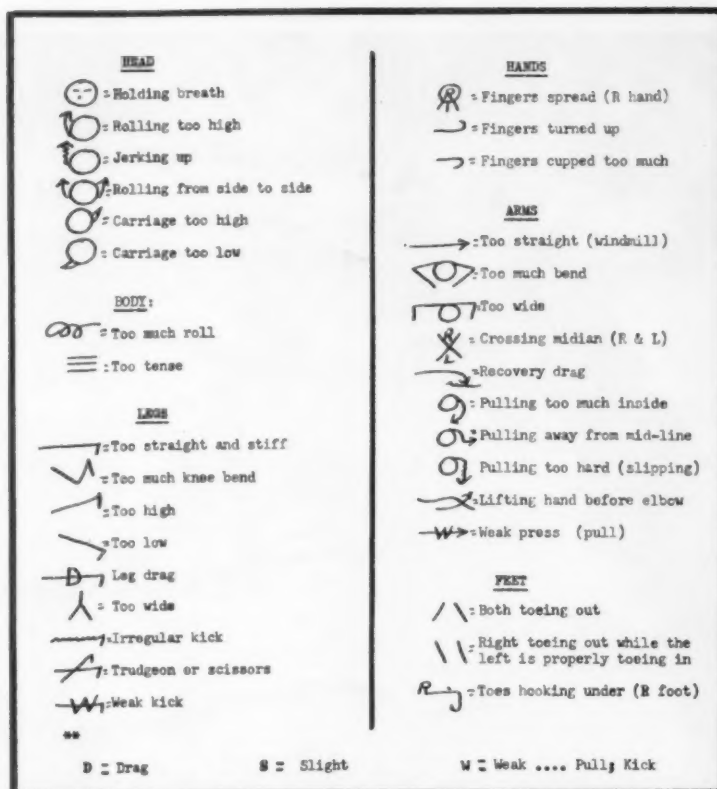 HEAD
=Holding breath
=Rolling too high
=Jerking up
=Rolling from side to side
=Carriage too high
=Carriage too low
BODY:
=Too much roll
=Too tense
LEGS
=Too straight and stiff
=Too much knee bend
=Too high
=Too low
D = Leg drag
= Too wide
=Irregular kick
=Trudgeon or scissors
W =Weak kick
**
HANDS
R =Fingers spread (R hand)
=Fingers turned up
=Fingers cupped too much
ARMS
=Too straight (windmill)
=Too much bend
=Too wide
R
L
=Crossing midian (R & L)
=Recovery drag
=Pulling too much inside
=Pulling away from mid-line
Pulling too hard (slipping)
=Lifting hand before elbow
W =Weak press (pull)
FEET
=Both toeing out
=Right toeing out while the
left is properly toeing in
R =Toes hooking under (R foot)
D = Drag S = Slight W = Weak .... Pull; Kick